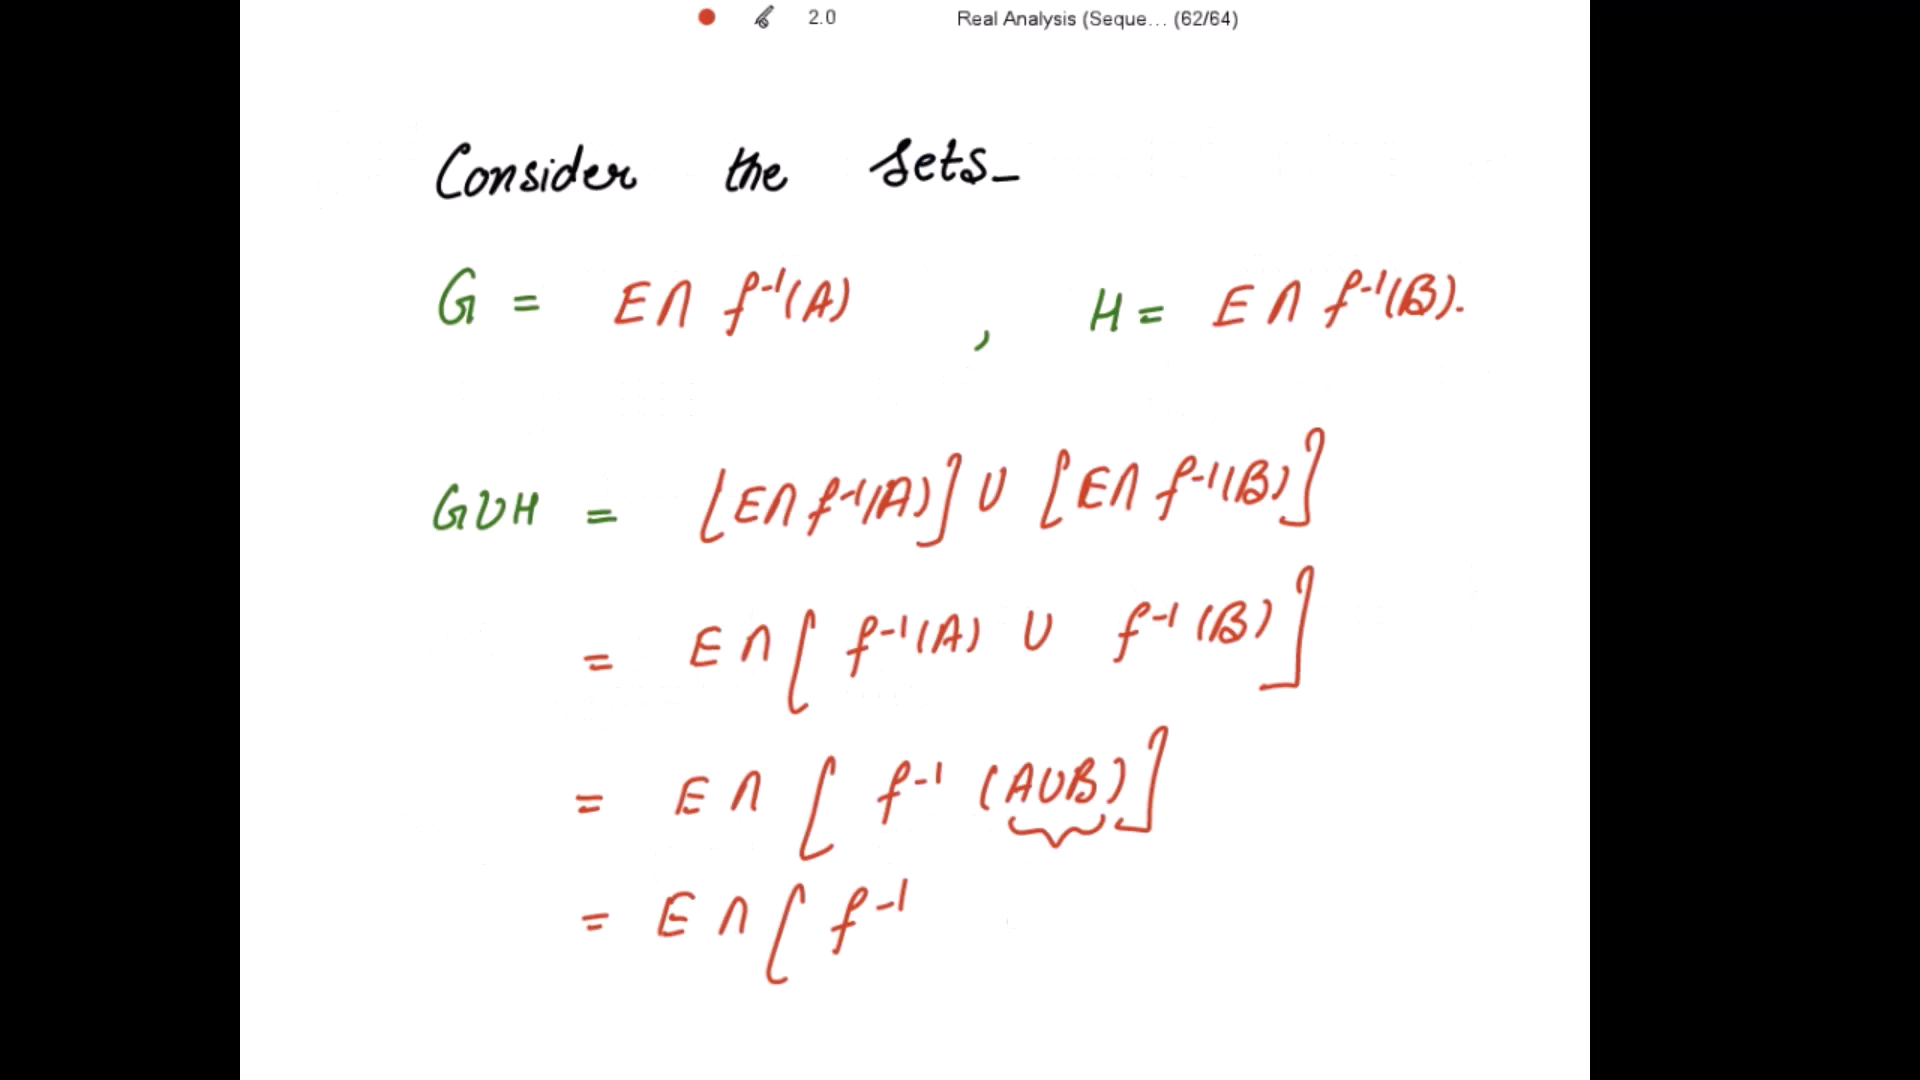 2.0 Real Analysis (Seque... (62/64)
Consider the sets_
G = E∩ f⁻¹(A) , H = E∩ f⁻¹(B).
G∪H = [E∩f⁻¹(A)] ∪ [E∩ f⁻¹(B)]
= E∩[ f⁻¹(A) ∪ f⁻¹(B)]
= E∩ [ f⁻¹ (A∪B)]
= E∩[ f⁻¹